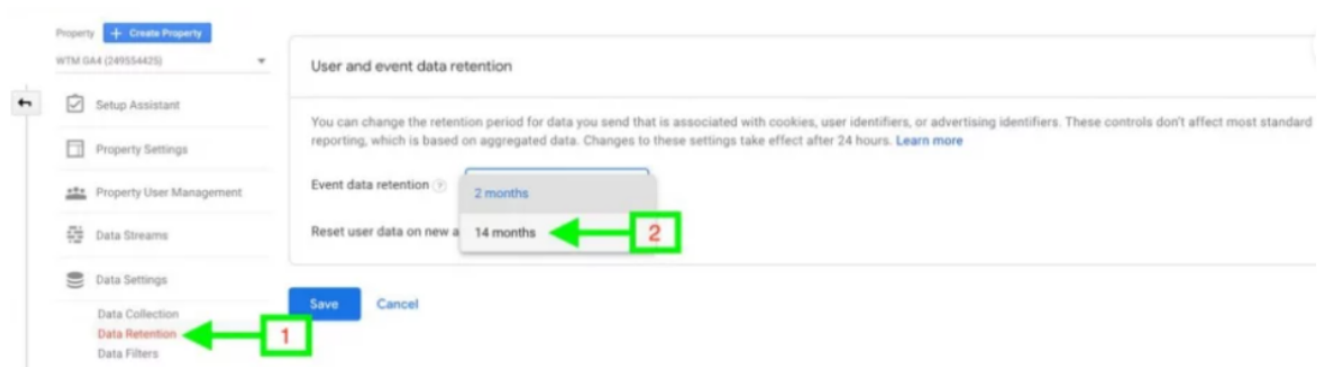 Property + Create Property
WTM GA4 (249554425)
Setup Assistant
Property Settings
Property User Management
Data Streams
Data Settings
Data Collection
Data Retention
1
Data Filters
User and event data retention
You can change the retention period for data you send that is associated with cookies, user identifiers, or advertising identifiers. These controls don't affect most standard
reporting, which is based on aggregated data. Changes to these settings take effect after 24 hours. Learn more
Event data retention ?
2 months
Reset user data on new a
14 months
2
Save Cancel